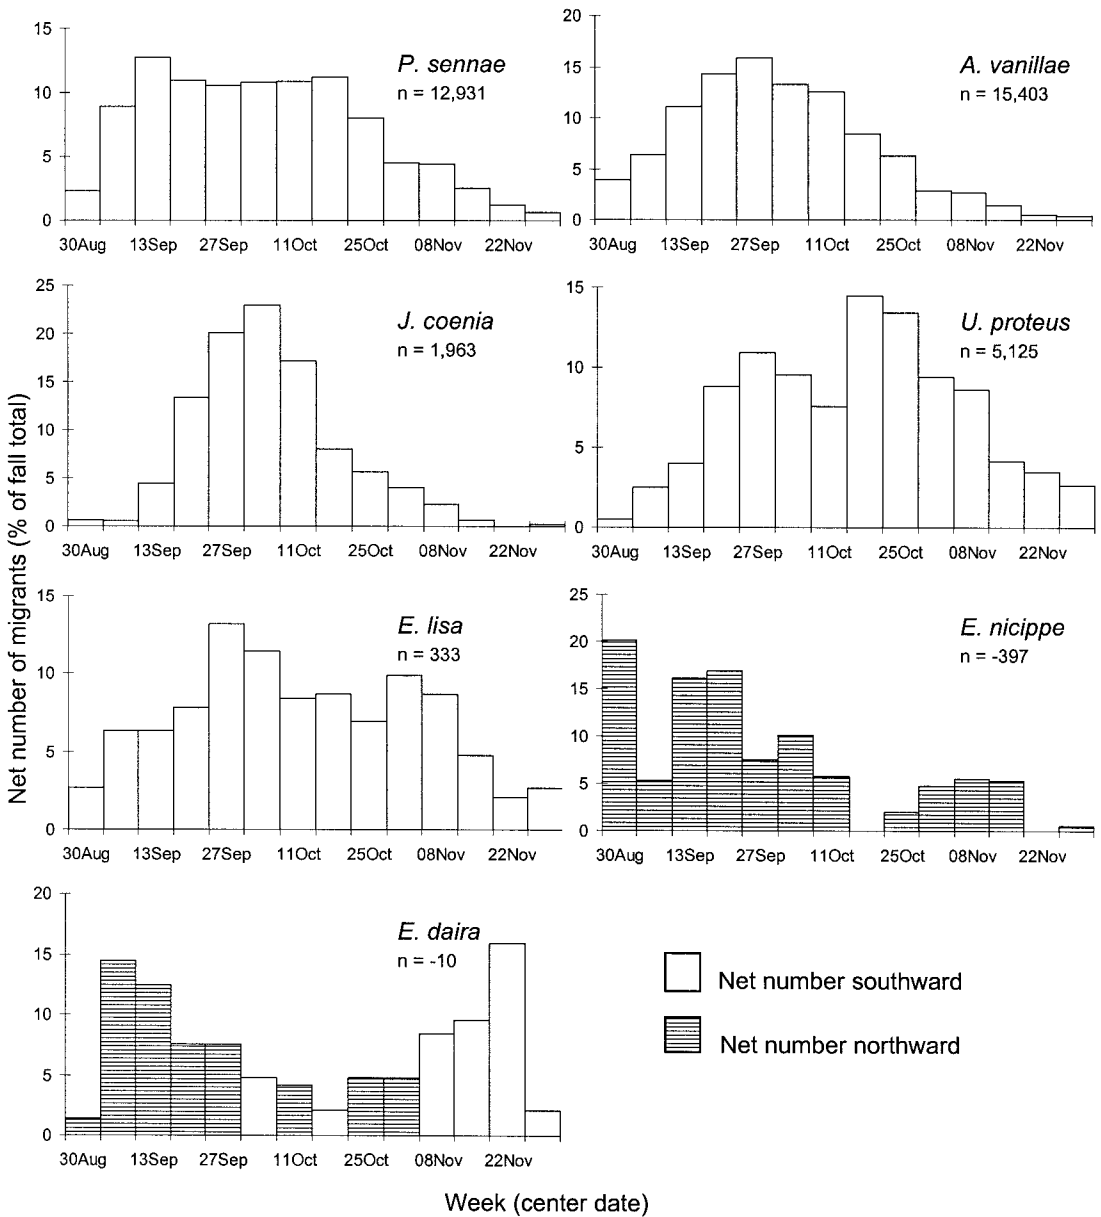 15
10
5
0
P. sennae
n = 12,931
30Aug 13Sep 27Sep 11Oct 25Oct 08Nov 22Nov
20
15
10
5
0
A. vanillae
n = 15,403
30Aug 13Sep 27Sep 11Oct 25Oct 08Nov 22Nov
Net number of migrants (% of fall total)
25
20
15
10
5
0
J. coenia
n = 1,963
30Aug 13Sep 27Sep 11Oct 25Oct 08Nov 22Nov
15
10
5
0
U. proteus
n = 5,125
30Aug 13Sep 27Sep 11Oct 25Oct 08Nov 22Nov
15
10
5
0
E. lisa
n = 333
30Aug 13Sep 27Sep 11Oct 25Oct 08Nov 22Nov
25
20
15
10
5
0
E. nicippe
n = -397
30Aug 13Sep 27Sep 11Oct 25Oct 08Nov 22Nov
20
15
10
5
0
E. daira
n = -10
30Aug 13Sep 27Sep 11Oct 25Oct 08Nov 22Nov
Net number southward
Net number northward
Week (center date)